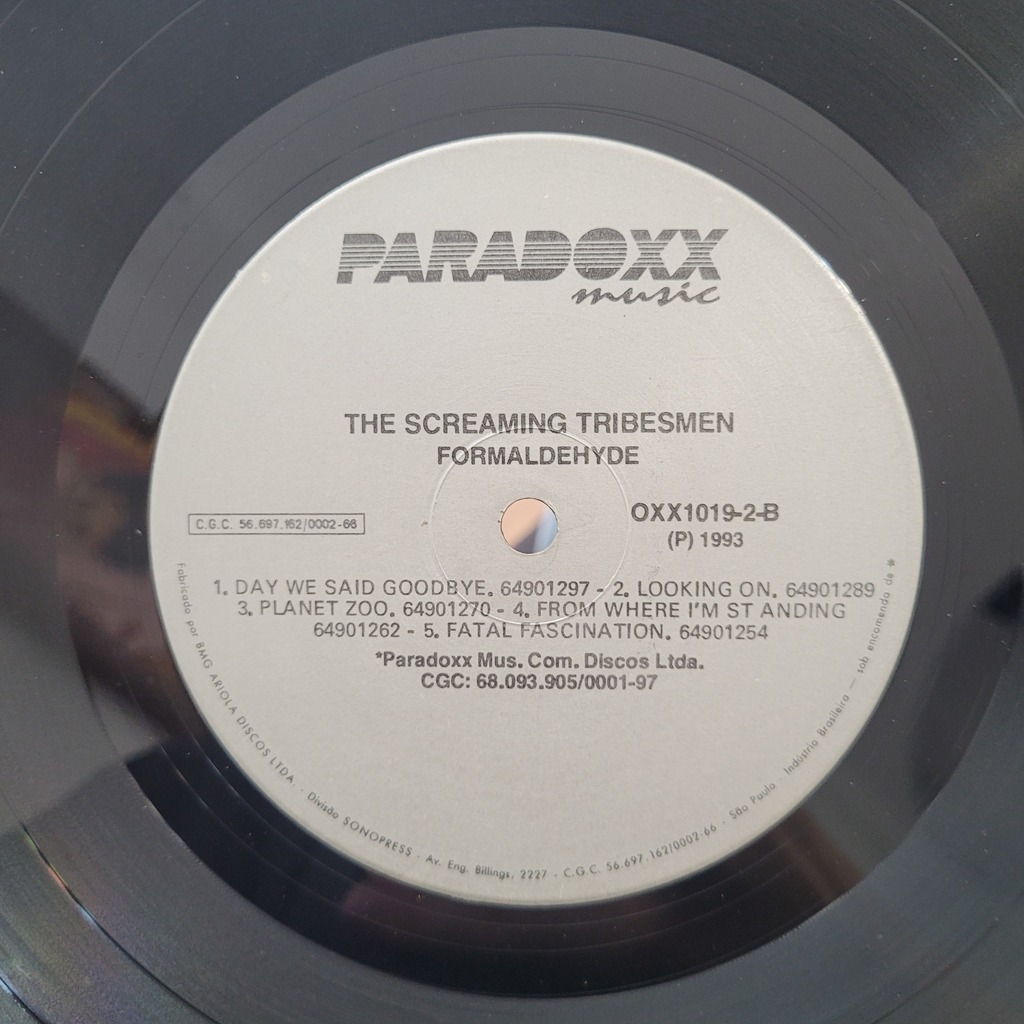 PARADOXX
music
THE SCREAMING TRIBESMEN
FORMALDEHYDE
C.G.C. 56.697.162/0002-66
OXX1019-2-B
(P) 1993
1. DAY WE SAID GOODBYE. 64901297 - 2. LOOKING ON. 64901289
3. PLANET ZOO. 64901270 - 4. FROM WHERE I'M ST ANDING
64901262 - 5. FATAL FASCINATION. 64901254
*Paradoxx Mus. Com. Discos Ltda.
CGC: 68.093.905/0001-97
Fabricado por BMG ARIOLA DISCOS LTDA. · Divisão SONOPRESS · Av. Eng. Billings, 2227 · C.G.C. 56.697.162/0002-66 · São Paulo · Indústria Brasileira — sob encomenda de *